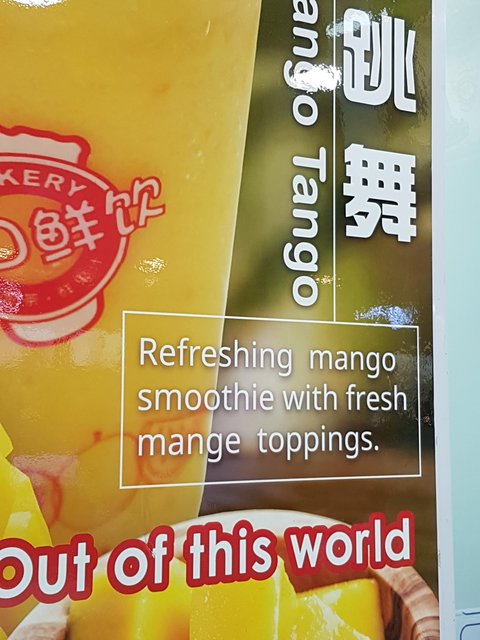 跳舞
ango Tango
KERY
鲜饮
Refreshing mango
smoothie with fresh
mange toppings.
Out of this world